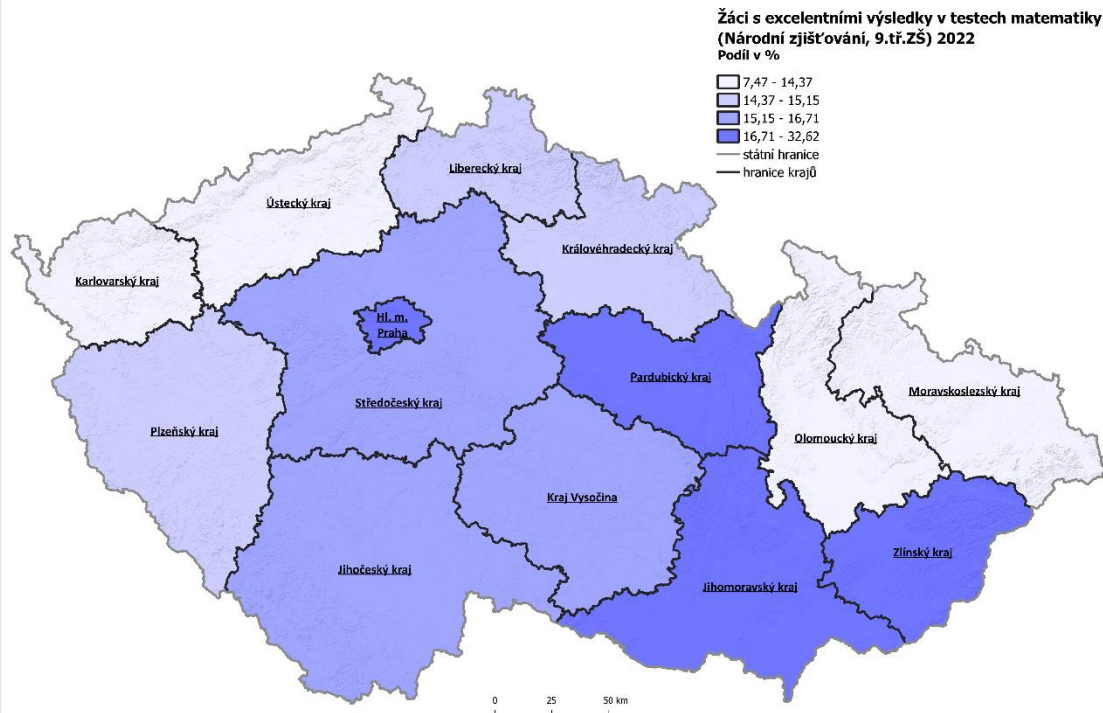 Žáci s excelentními výsledky v testech matematiky
(Národní zjišťování, 9.tř.ZŠ) 2022
Podíl v %
7,47 - 14,37
14,37 - 15,15
15,15 - 16,71
16,71 - 32,62
státní hranice
hranice krajů
Liberecký kraj
Ústecký kraj
Královéhradecký kraj
Karlovarský kraj
Hl. m.
Praha
Pardubický kraj
Moravskoslezský kraj
Středočeský kraj
Plzeňský kraj
Olomoucký kraj
Kraj Vysočina
Zlínský kraj
Jihočeský kraj
Jihomoravský kraj
0 25 50 km